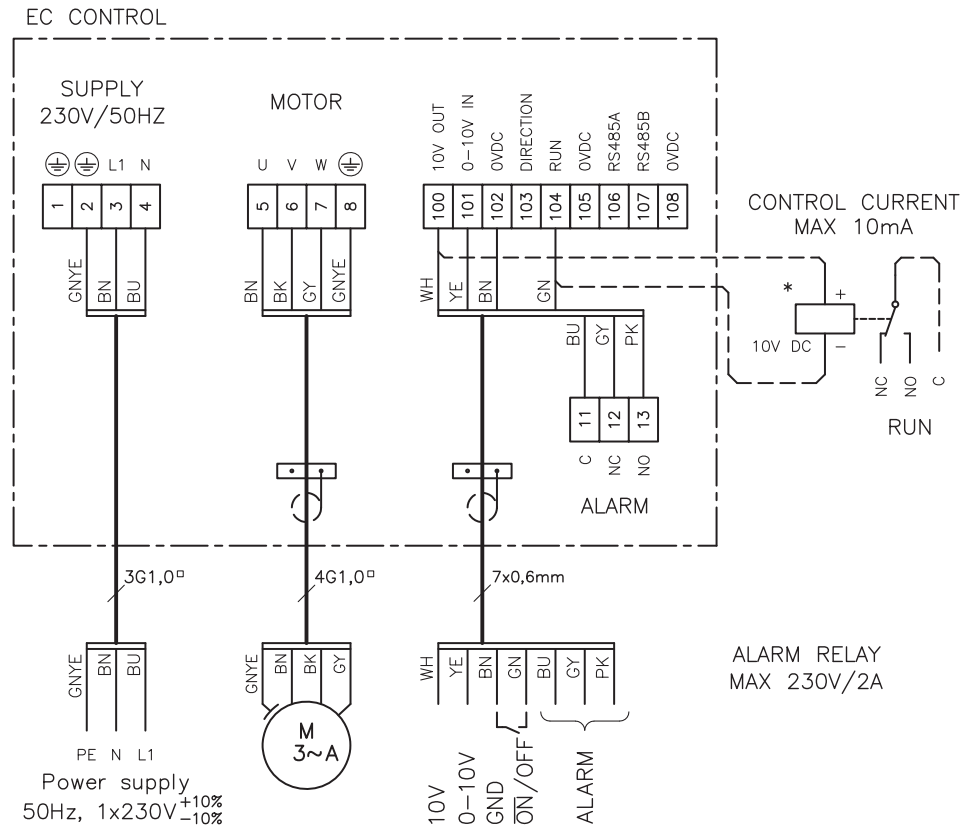 EC CONTROL
SUPPLY
230V/50HZ
MOTOR
10V OUT
0-10V IN
0VDC
DIRECTION
RUN
0VDC
RS485A
RS485B
0VDC
L1 N
U V W
1 2 3 4
5 6 7 8
100 101 102 103 104 105 106 107 108
CONTROL CURRENT
MAX 10mA
GNYE BN BU
BN BK GY GNYE
WH YE BN GN
* +
10V DC -
NC NO C
RUN
BU GY PK
11 12 13
C NC NO
ALARM
3G1,0□
4G1,0□
7x0,6mm
GNYE BN BU
GNYE BN BK GY
WH YE BN GN BU GY PK
ALARM RELAY
MAX 230V/2A
M
3~A
PE N L1
Power supply
50Hz, 1x230V +10%
-10%
10V
0-10V
GND
ON/OFF
ALARM